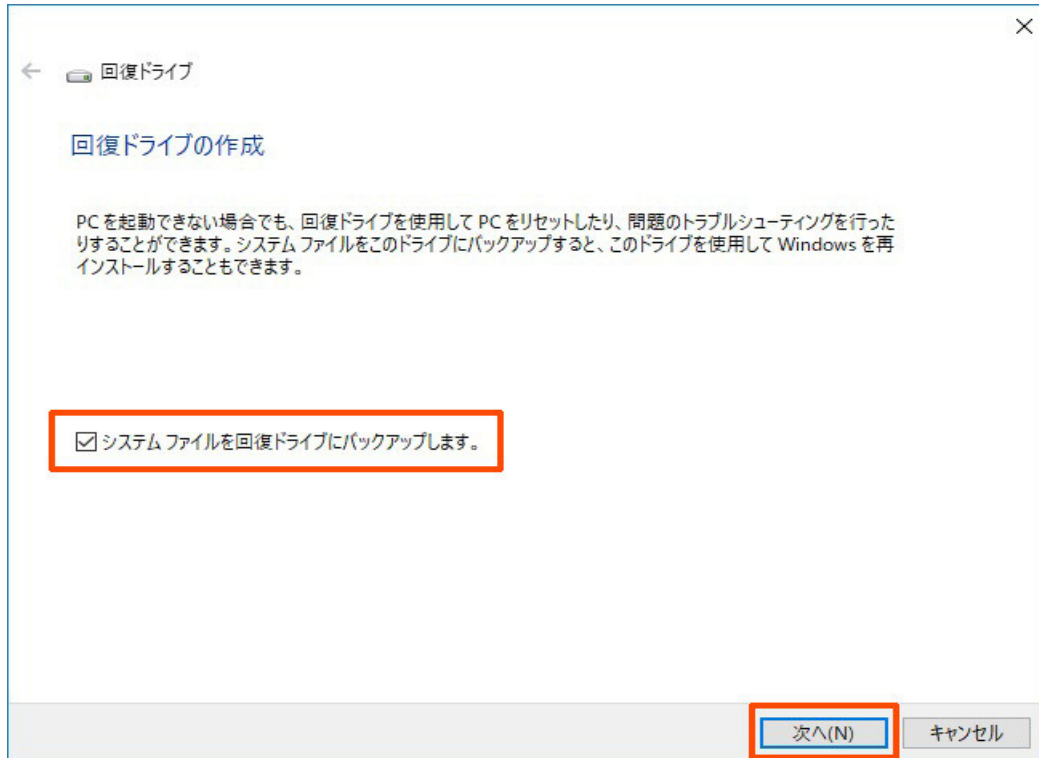 回復ドライブ
回復ドライブの作成
PC を起動できない場合でも、回復ドライブを使用して PC をリセットしたり、問題のトラブルシューティングを行った
りすることができます。システム ファイルをこのドライブにバックアップすると、このドライブを使用して Windows を再
インストールすることもできます。
システム ファイルを回復ドライブにバックアップします。
次へ(N) キャンセル